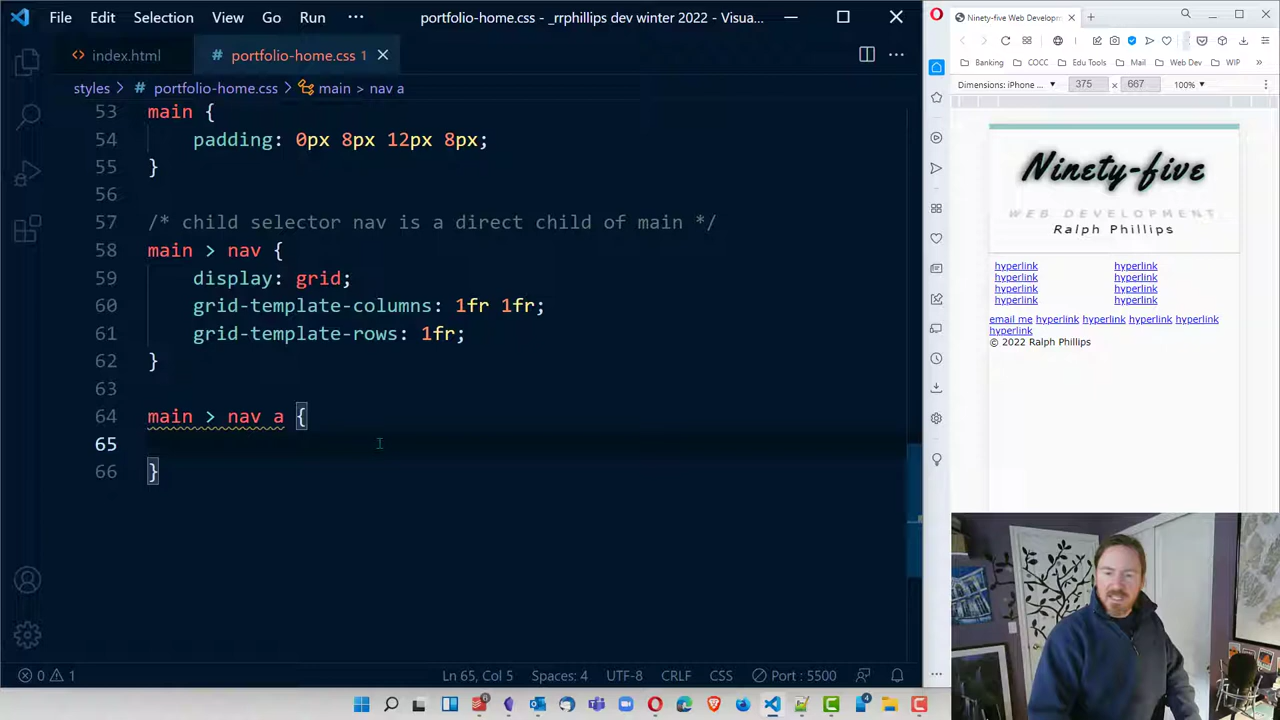 File Edit Selection View Go Run ··· portfolio-home.css - _rrphillips dev winter 2022 - Visua...
index.html
# portfolio-home.css 1
styles > # portfolio-home.css > main > nav a
53 main {
54 padding: 0px 8px 12px 8px;
55 }
56
57 /* child selector nav is a direct child of main */
58 main > nav {
59 display: grid;
60 grid-template-columns: 1fr 1fr;
61 grid-template-rows: 1fr;
62 }
63
64 main > nav a {
65
66 }
0 1 Ln 65, Col 5 Spaces: 4 UTF-8 CRLF CSS Port : 5500
Ninety-five Web Developm
Banking COCC Edu Tools Mail Web Dev WIP »
Dimensions: iPhone ... 375 x 667 100%
Ninety-five
WEB DEVELOPMENT
Ralph Phillips
hyperlink hyperlink
hyperlink hyperlink
hyperlink hyperlink
hyperlink hyperlink
email me hyperlink hyperlink hyperlink hyperlink
hyperlink
© 2022 Ralph Phillips